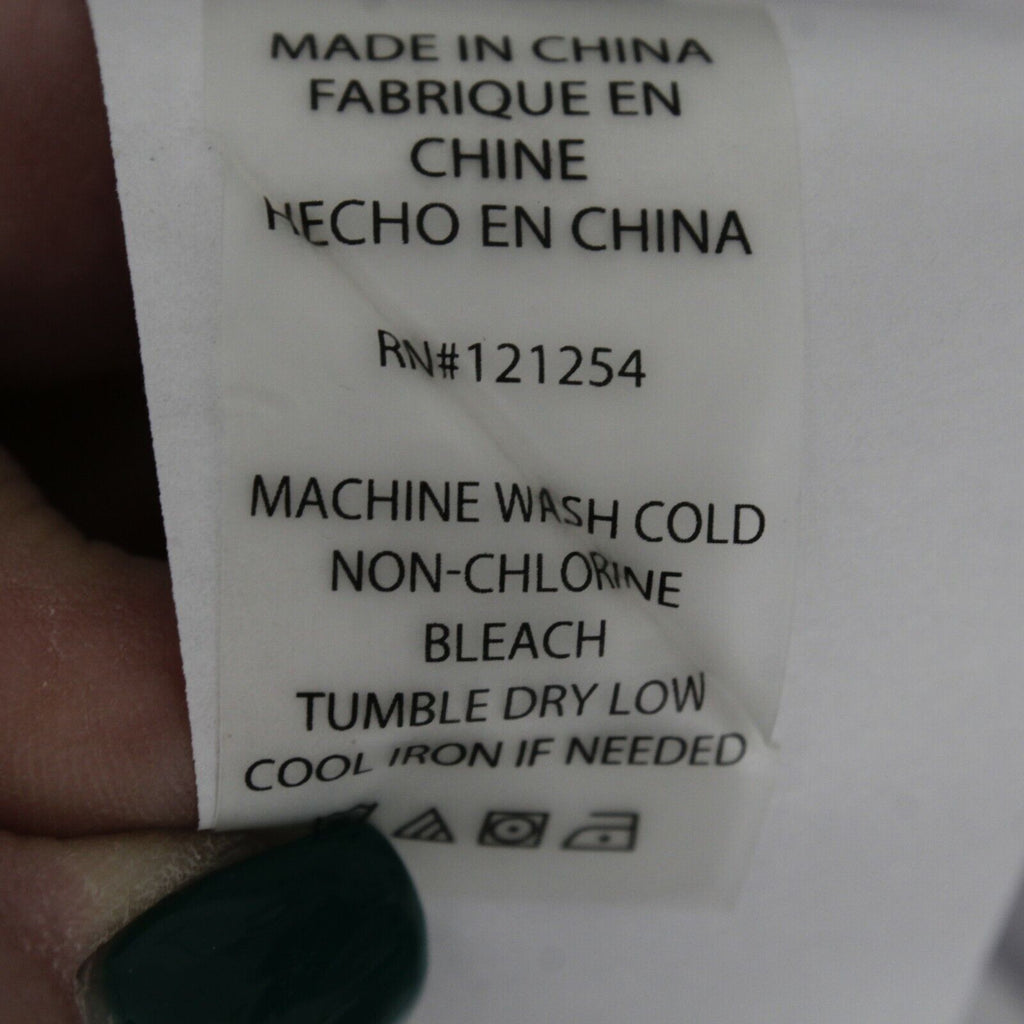 MADE IN CHINA
FABRIQUE EN
CHINE
HECHO EN CHINA
RN#121254
MACHINE WASH COLD
NON-CHLORINE
BLEACH
TUMBLE DRY LOW
COOL IRON IF NEEDED